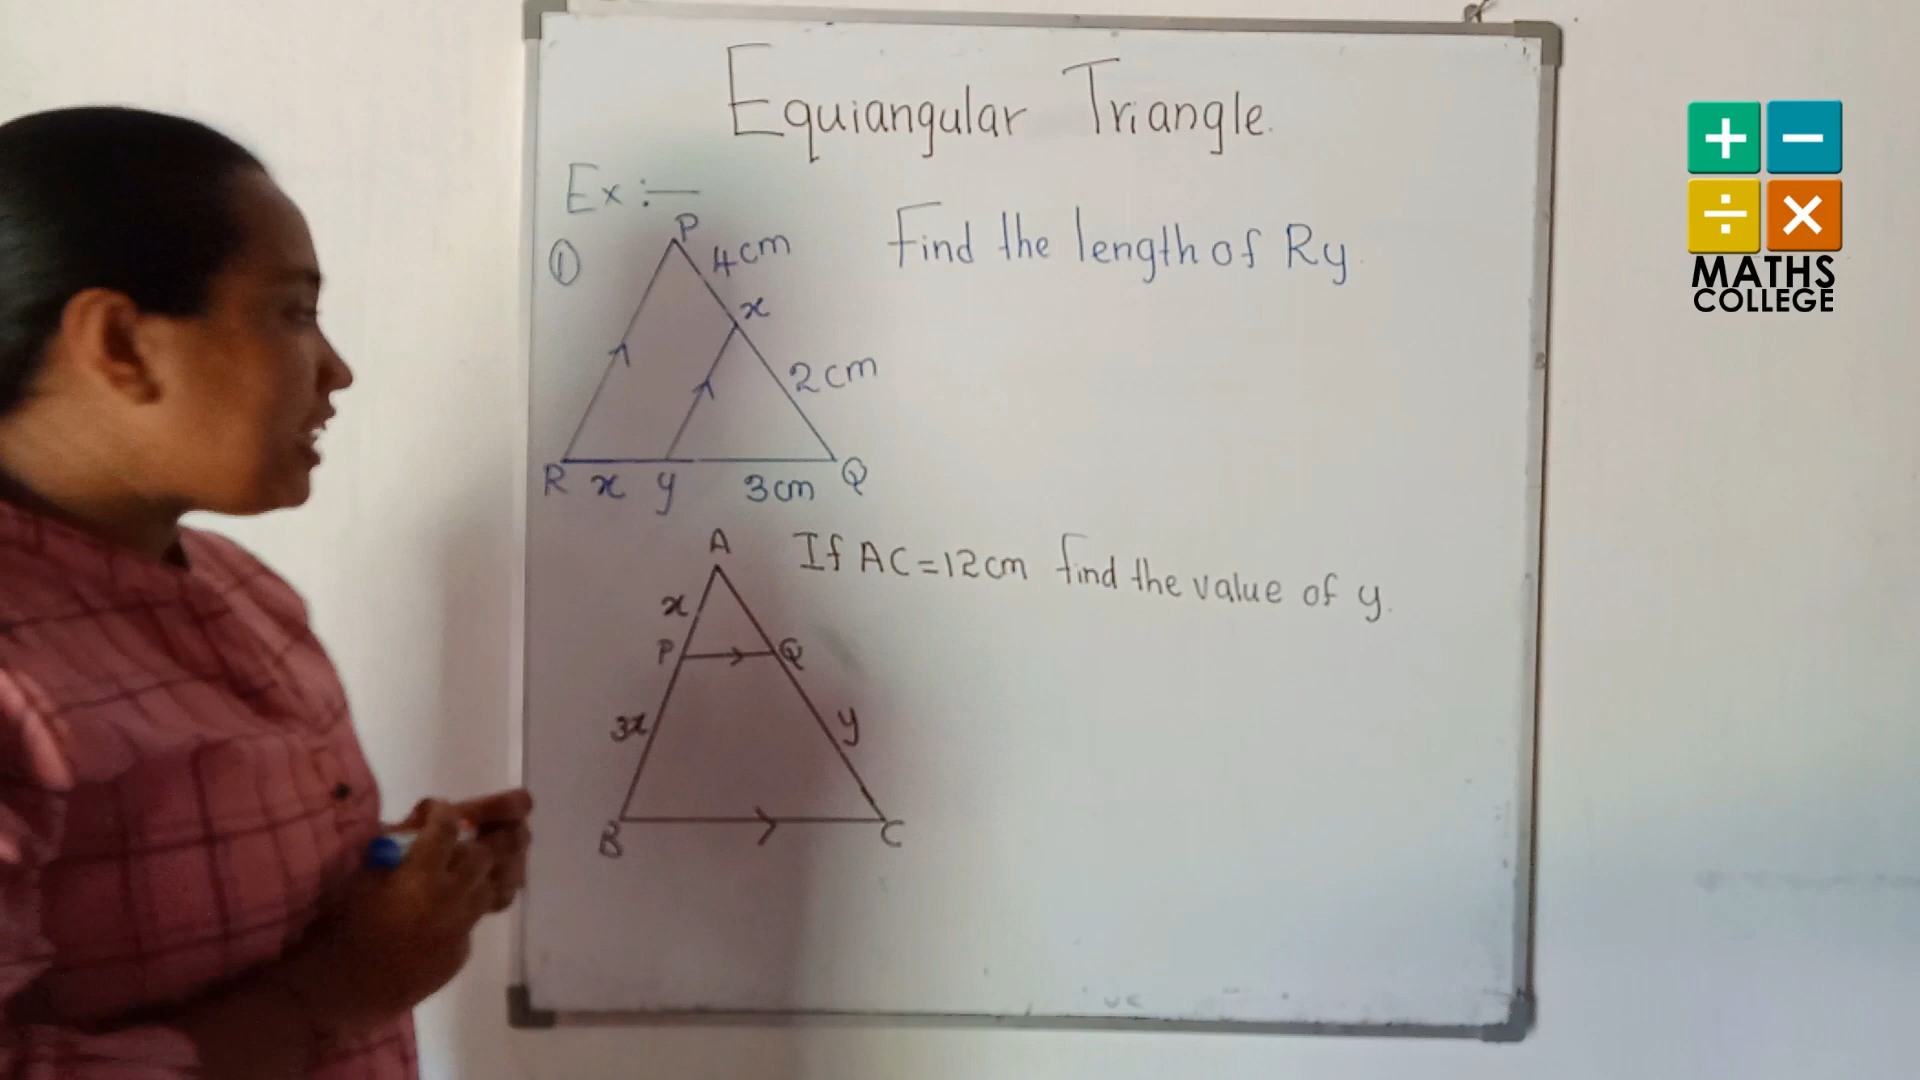 Equiangular Triangle.
Ex :—
①
P
4cm
Find the length of Ry.
x
2cm
R x y 3cm Q
A
If AC=12cm find the value of y.
x
P Q
3x y
B C
+ −
÷ ×
MATHS
COLLEGE